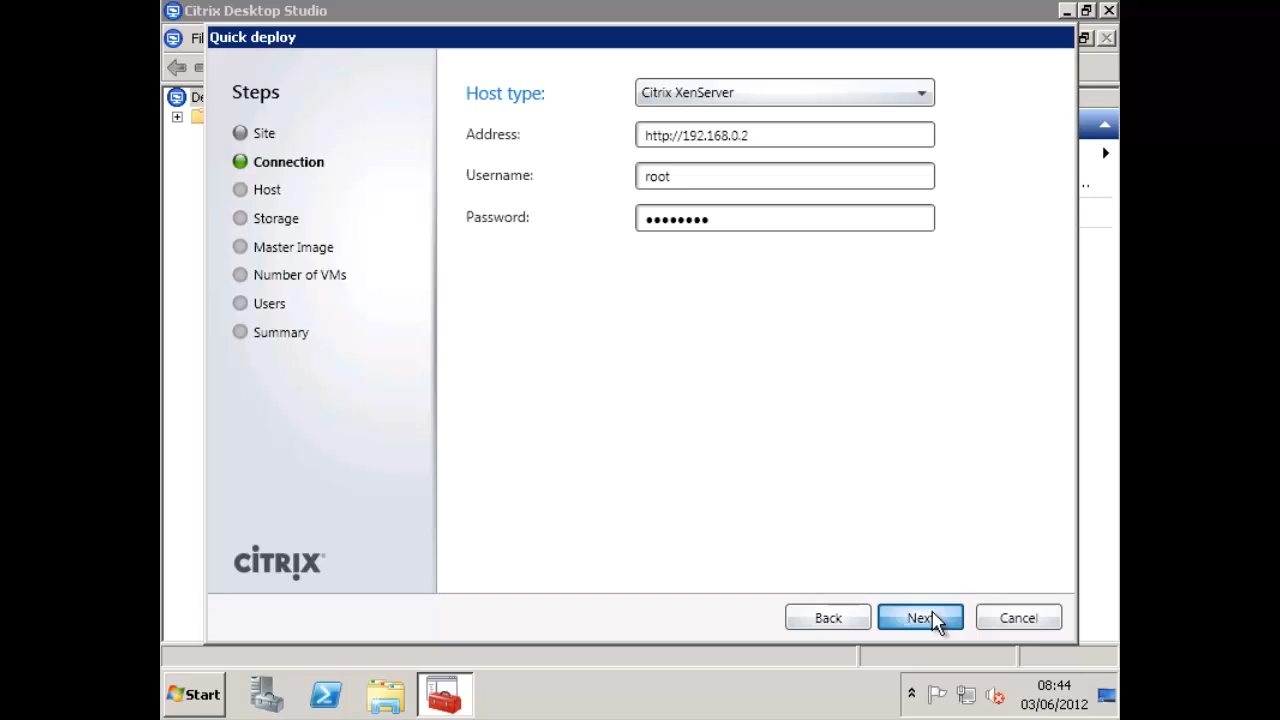 Citrix Desktop Studio
Fil
Quick deploy
De
Steps
Site
Connection
Host
Storage
Master Image
Number of VMs
Users
Summary
CITRIX
Host type:
Citrix XenServer
Address:
http://192.168.0.2
Username:
root
Password:
••••••••
..
Back
Next
Cancel
Start
08:44
03/06/2012